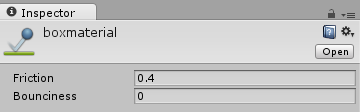 Inspector
boxmaterial
Open
Friction 0.4
Bounciness 0